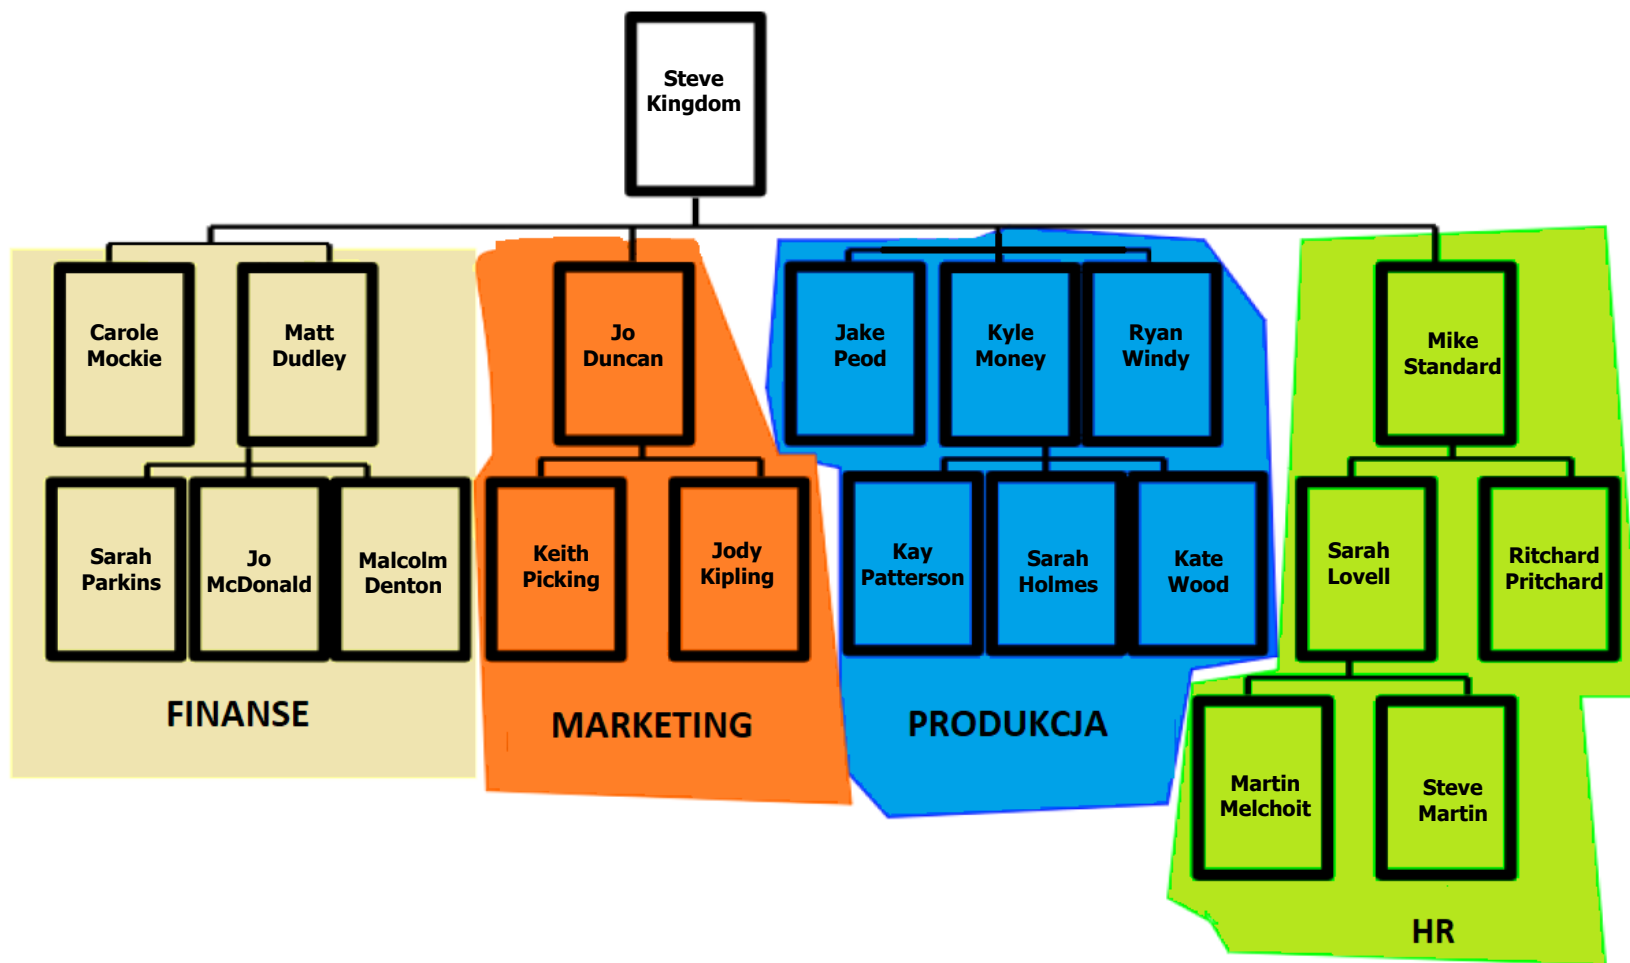 Steve
Kingdom
Carole
Mockie
Matt
Dudley
Jo
Duncan
Jake
Peod
Kyle
Money
Ryan
Windy
Mike
Standard
Sarah
Parkins
Jo
McDonald
Malcolm
Denton
Keith
Picking
Jody
Kipling
Kay
Patterson
Sarah
Holmes
Kate
Wood
Sarah
Lovell
Ritchard
Pritchard
FINANSE
MARKETING
PRODUKCJA
Martin
Melchoit
Steve
Martin
HR